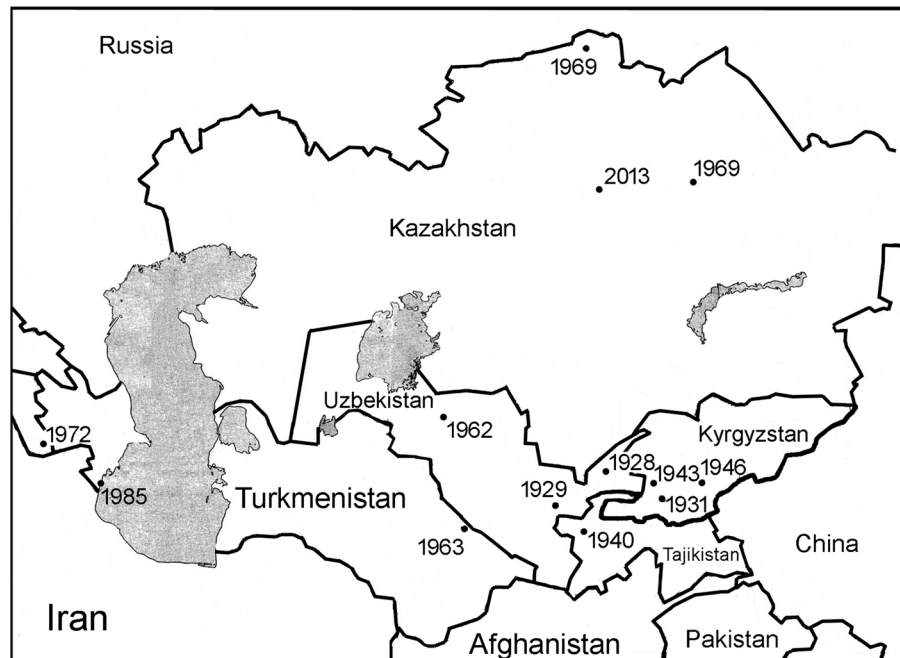 Russia
1969
2013
1969
Kazakhstan
Uzbekistan
1962
Kyrgyzstan
1972
1928
1943
1946
1985
Turkmenistan
1929
1931
1963
1940
Tajikistan
China
Iran
Afghanistan
Pakistan